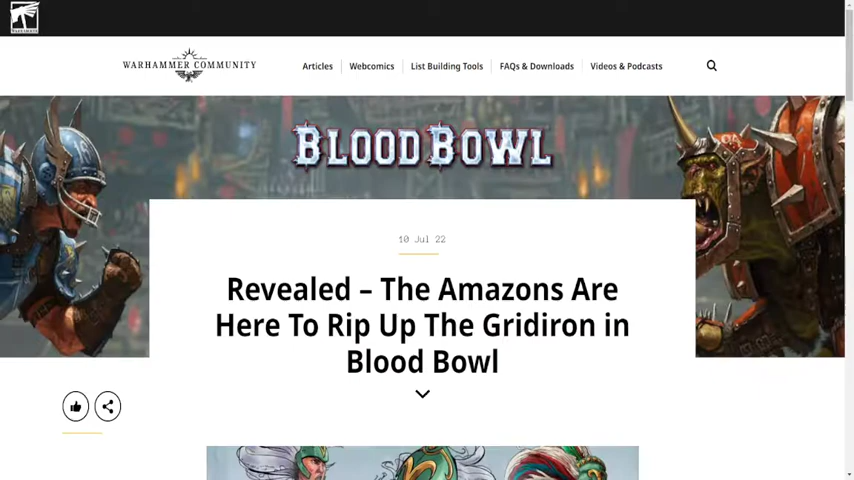 WARHAMMER COMMUNITY
Articles
Webcomics
List Building Tools
FAQs & Downloads
Videos & Podcasts
BLOOD BOWL
10 Jul 22
Revealed – The Amazons Are
Here To Rip Up The Gridiron in
Blood Bowl